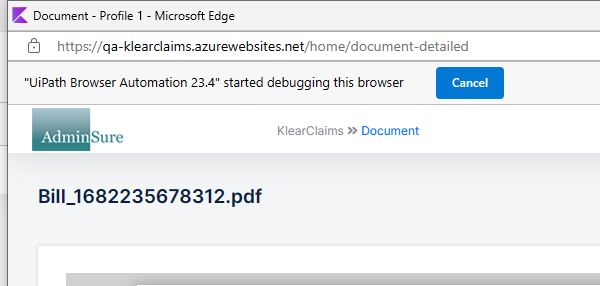 Document - Profile 1 - Microsoft Edge
https://qa-klearclaims.azurewebsites.net/home/document-detailed
"UiPath Browser Automation 23.4" started debugging this browser Cancel
AdminSure KlearClaims >> Document
Bill_1682235678312.pdf